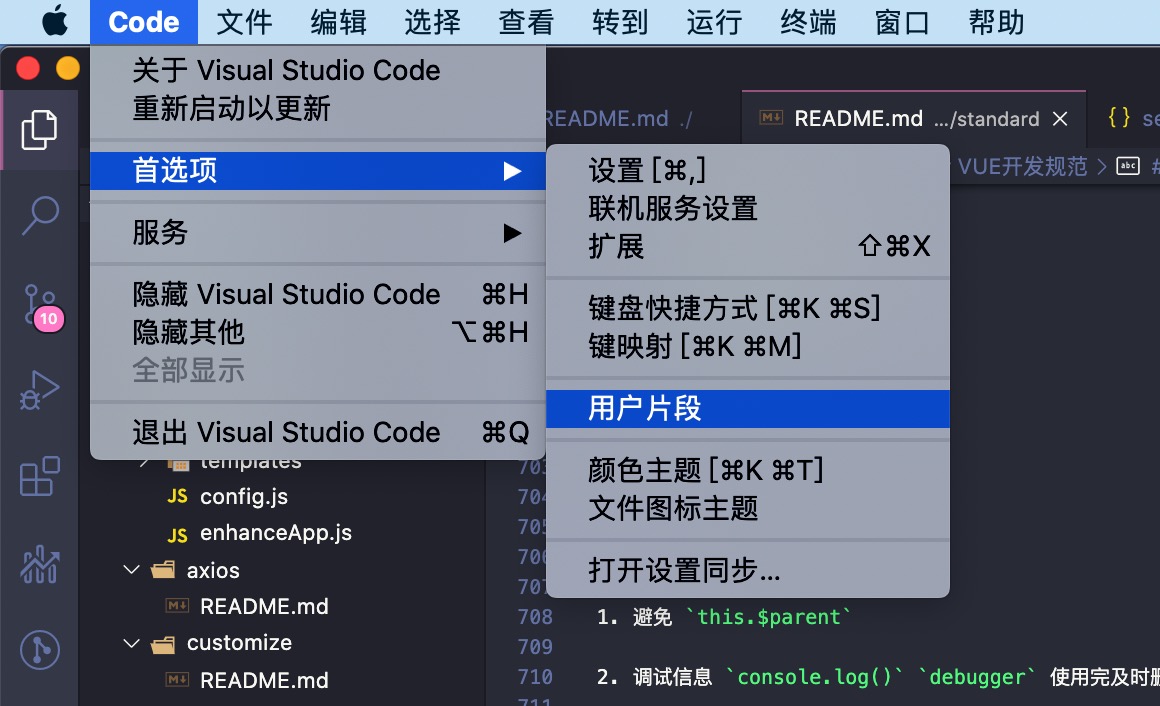 Code 文件 编辑 选择 查看 转到 运行 终端 窗口 帮助
关于 Visual Studio Code
重新启动以更新
首选项
服务
隐藏 Visual Studio Code ⌘H
隐藏其他 ⌥⌘H
全部显示
退出 Visual Studio Code ⌘Q
README.md ./
README.md .../standard
{ } se
VUE开发规范 > abc #
设置 [⌘,]
联机服务设置
扩展 ⇧⌘X
键盘快捷方式 [⌘K ⌘S]
键映射 [⌘K ⌘M]
用户片段
颜色主题 [⌘K ⌘T]
文件图标主题
打开设置同步...
10
templates
JS config.js
JS enhanceApp.js
axios
M↓ README.md
customize
M↓ README.md
703
704
705
706
707
708 1. 避免 `this.$parent`
709
710 2. 调试信息 `console.log()` `debugger` 使用完及时删
711